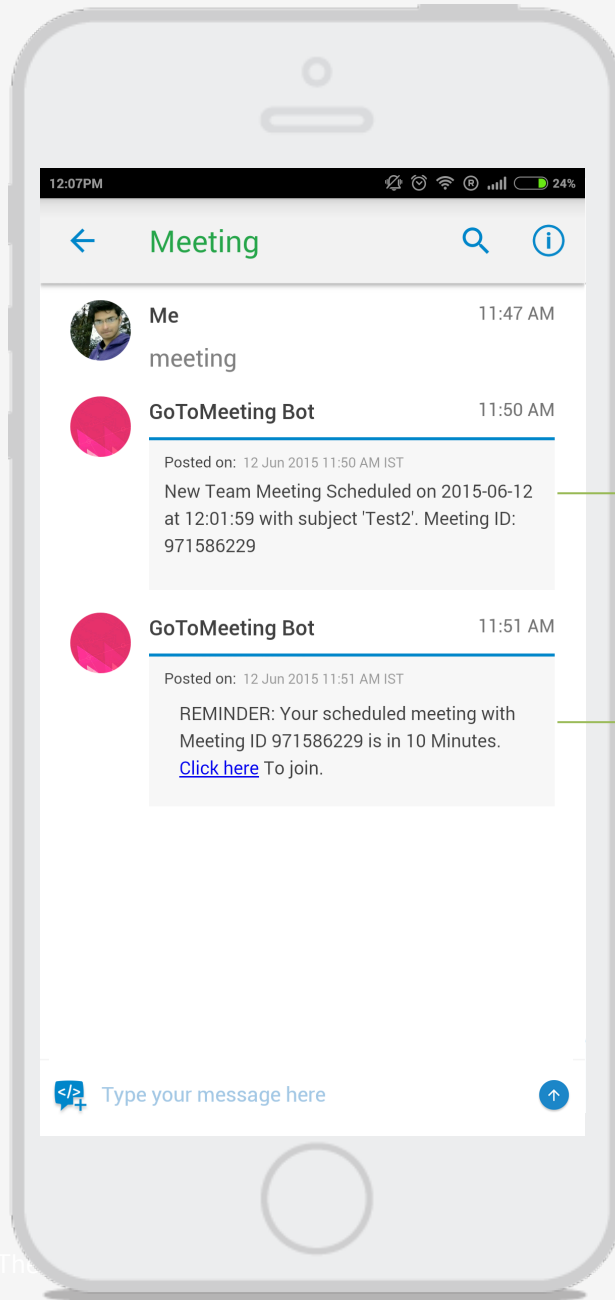 12:07PM ® 24%
Meeting
Me 11:47 AM
meeting
GoToMeeting Bot 11:50 AM
Posted on: 12 Jun 2015 11:50 AM IST
New Team Meeting Scheduled on 2015-06-12
at 12:01:59 with subject 'Test2'. Meeting ID:
971586229
GoToMeeting Bot 11:51 AM
Posted on: 12 Jun 2015 11:51 AM IST
REMINDER: Your scheduled meeting with
Meeting ID 971586229 is in 10 Minutes.
Click here To join.
</> Type your message here